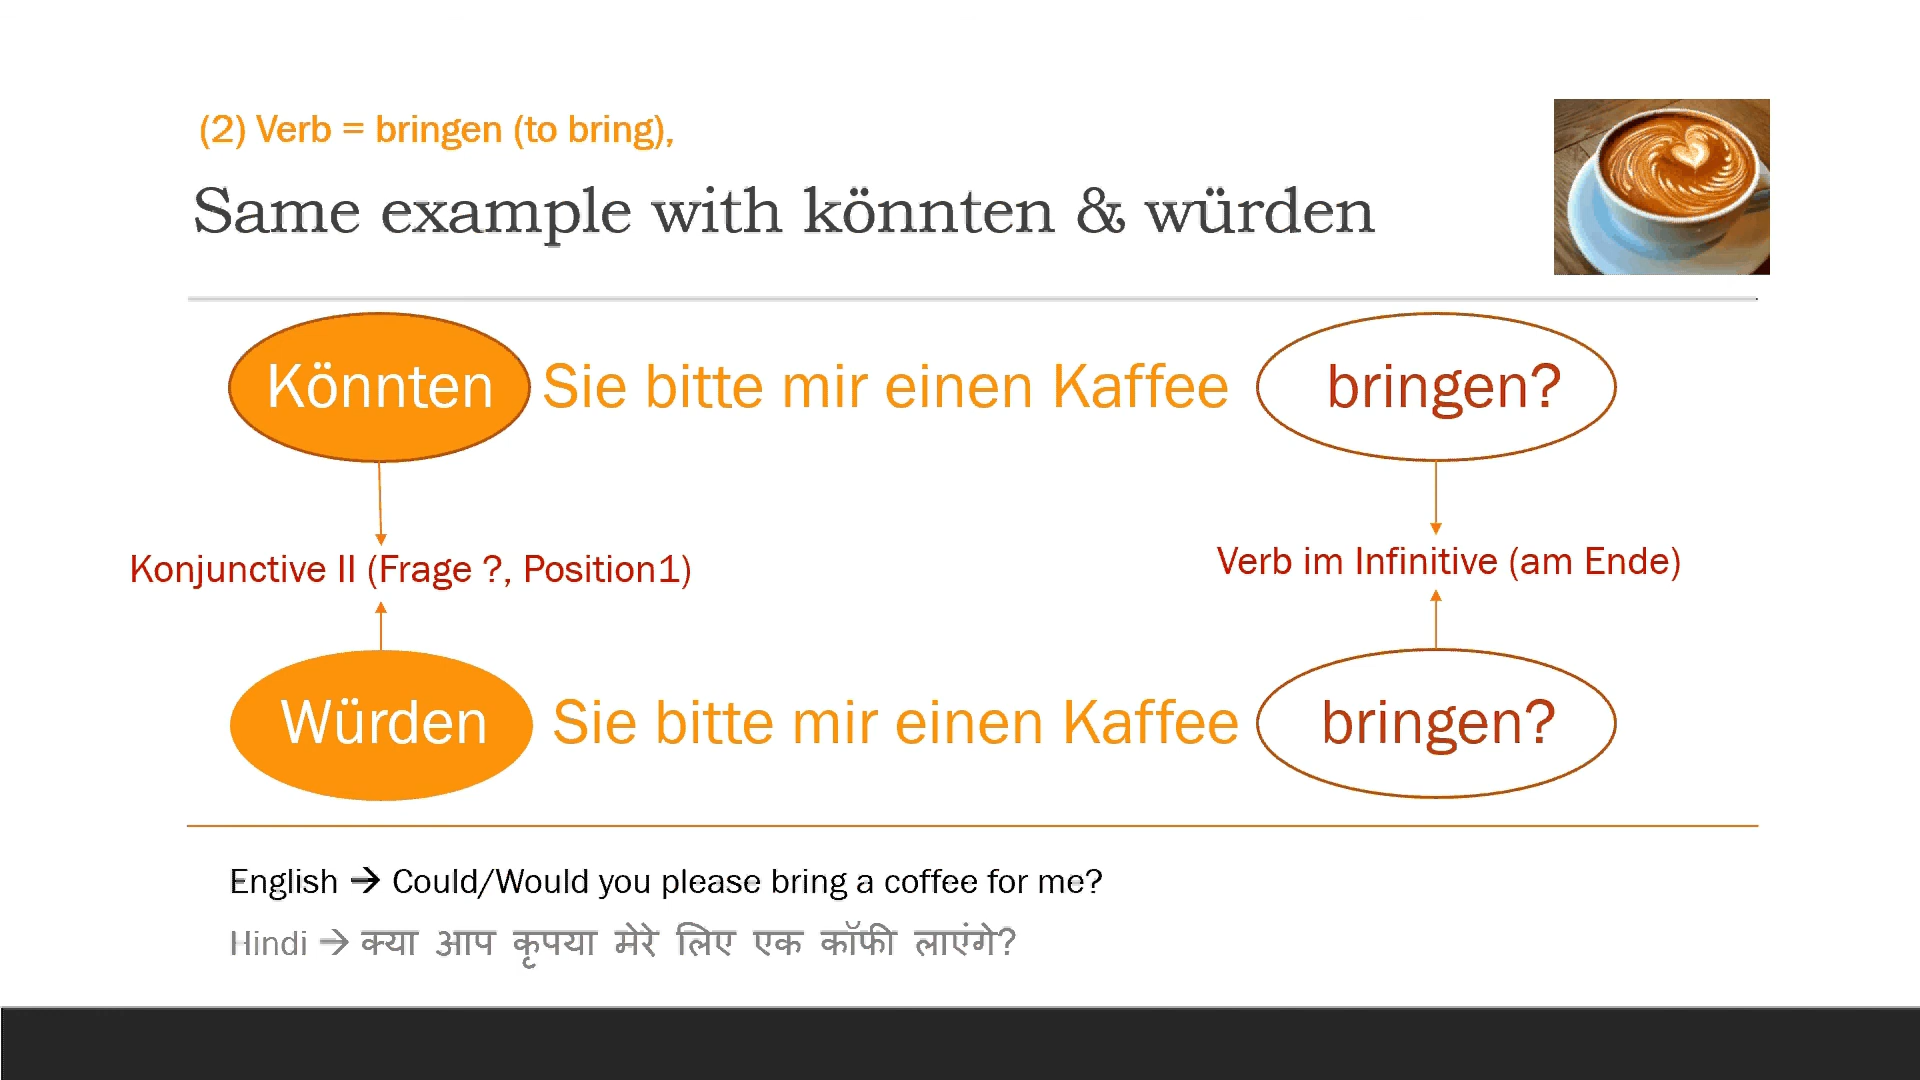 (2) Verb = bringen (to bring),
Same example with könnten & würden
Könnten Sie bitte mir einen Kaffee bringen?
Konjunctive II (Frage ?, Position1)
Verb im Infinitive (am Ende)
Würden Sie bitte mir einen Kaffee bringen?
English → Could/Would you please bring a coffee for me?
Hindi → क्या आप कृपया मेरे लिए एक कॉफी लाएंगे?